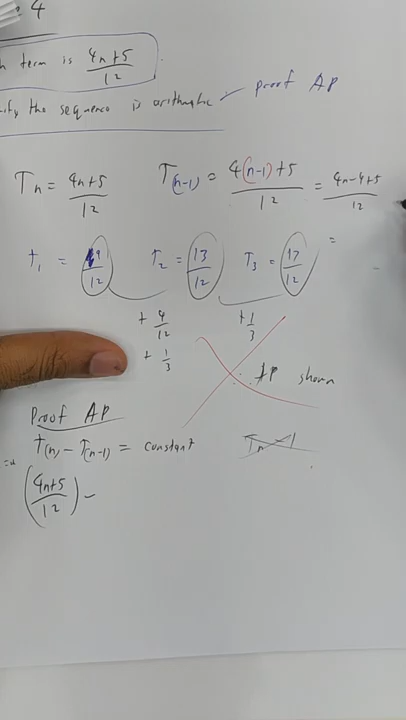 4
term is 4n+5/12
the sequence is arithmetic proof AP
Tn = 4n+5/12 T(n-1) = 4(n-1)+5/12 = 4n-4+5/12
=
T1 = 9/12 T2 = 13/12 T3 = 17/12
+ 4/12 + 1/3
+ 1/3
AP shown
Proof AP
T(n) - T(n-1) = constant Tn-1
(4n+5/12) -